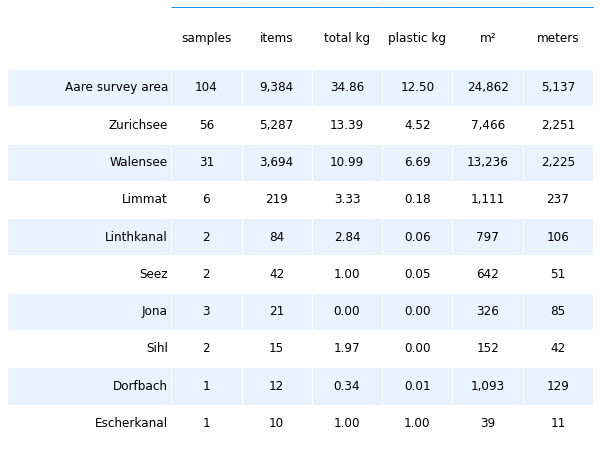 samples items total kg plastic kg m² meters
Aare survey area 104 9,384 34.86 12.50 24,862 5,137
Zurichsee 56 5,287 13.39 4.52 7,466 2,251
Walensee 31 3,694 10.99 6.69 13,236 2,225
Limmat 6 219 3.33 0.18 1,111 237
Linthkanal 2 84 2.84 0.06 797 106
Seez 2 42 1.00 0.05 642 51
Jona 3 21 0.00 0.00 326 85
Sihl 2 15 1.97 0.00 152 42
Dorfbach 1 12 0.34 0.01 1,093 129
Escherkanal 1 10 1.00 1.00 39 11